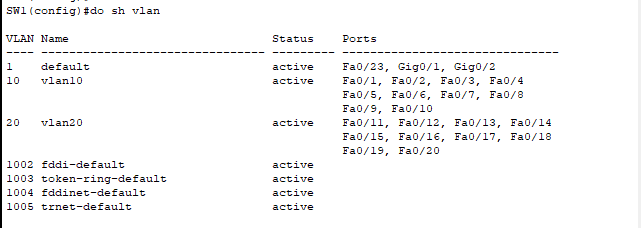 SW1(config)#do sh vlan
VLAN Name                             Status    Ports
---- -------------------------------- --------- -------------------------------
1    default                          active    Fa0/23, Gig0/1, Gig0/2
10   vlan10                           active    Fa0/1, Fa0/2, Fa0/3, Fa0/4
                                                Fa0/5, Fa0/6, Fa0/7, Fa0/8
                                                Fa0/9, Fa0/10
20   vlan20                           active    Fa0/11, Fa0/12, Fa0/13, Fa0/14
                                                Fa0/15, Fa0/16, Fa0/17, Fa0/18
                                                Fa0/19, Fa0/20
1002 fddi-default                     active
1003 token-ring-default               active
1004 fddinet-default                  active
1005 trnet-default                    active